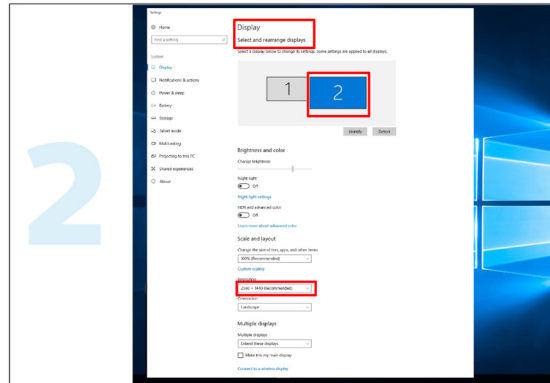 2
Settings
Home
Find a setting
System
Display
Notifications & actions
Power & sleep
Battery
Storage
Tablet mode
Multitasking
Projecting to this PC
Shared experiences
About
Display
Select and rearrange displays
Select a display below to change its settings. Some settings are applied to all displays.
1
2
Identify
Detect
Brightness and color
Change brightness
Night light
Off
Night light settings
HDR and advanced color
Off
Learn more about advanced color
Scale and layout
Change the size of text, apps, and other items
100% (Recommended)
Custom scaling
Resolution
2560 × 1440 (Recommended)
Orientation
Landscape
Multiple displays
Multiple displays
Extend these displays
Make this my main display
Connect to a wireless display